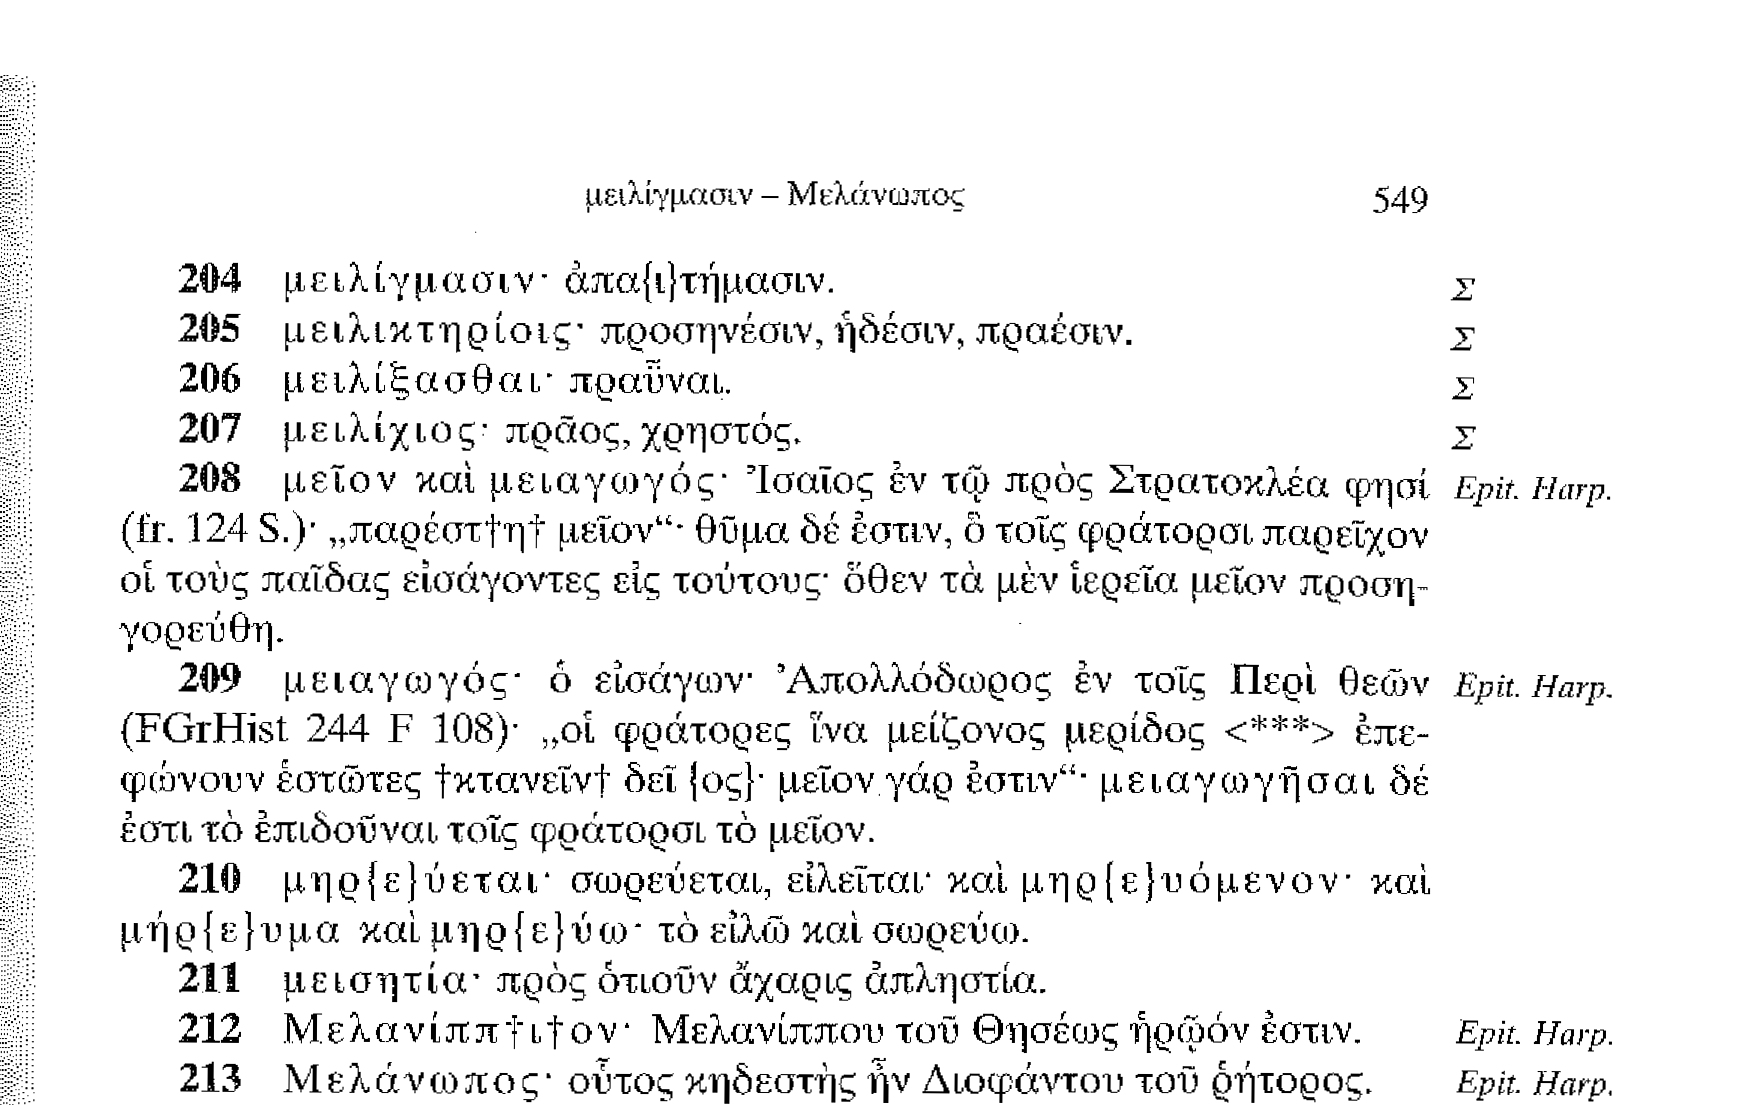 μειλίγμασιν – Μελάνωπος 549
204 μειλίγμασιν· ἀπα{ι}τήμασιν. Σ
205 μειλικτηρίοις· προσηνέσιν, ἡδέσιν, πραέσιν. Σ
206 μειλίξασθαι· πραῧναι. Σ
207 μειλίχιος· πρᾶος, χρηστός. Σ
208 μεῖον καὶ μειαγωγός· Ἰσαῖος ἐν τῷ πρὸς Στρατοκλέα φησί Epit. Harp.
(fr. 124 S.)· „παρέστ†η† μεῖον“· θῦμα δέ ἐστιν, ὃ τοῖς φράτορσι παρεῖχον
οἱ τοὺς παῖδας εἰσάγοντες εἰς τούτους· ὅθεν τὰ μὲν ἱερεῖα μεῖον προση-
γορεύθη.
209 μειαγωγός· ὁ εἰσάγων· Ἀπολλόδωρος ἐν τοῖς Περὶ θεῶν Epit. Harp.
(FGrHist 244 F 108)· „οἱ φράτορες ἵνα μείζονος μερίδος <***> ἐπε-
φώνουν ἑστῶτες †κτανεῖν† δεῖ {ος}· μεῖον γάρ ἐστιν“· μειαγωγῆσαι δέ
ἐστι τὸ ἐπιδοῦναι τοῖς φράτορσι τὸ μεῖον.
210 μηρ{ε}ύεται· σωρεύεται, εἰλεῖται· καὶ μηρ{ε}υόμενον· καὶ
μήρ{ε}υμα καὶ μηρ{ε}ύω· τὸ εἰλῶ καὶ σωρεύω.
211 μεισητία· πρὸς ὁτιοῦν ἄχαρις ἀπληστία.
212 Μελανίππ†ι†ον· Μελανίππου τοῦ Θησέως ἡρῷόν ἐστιν. Epit. Harp.
213 Μελάνωπος· οὗτος κηδεστὴς ἦν Διοφάντου τοῦ ῥήτορος. Epit. Harp.